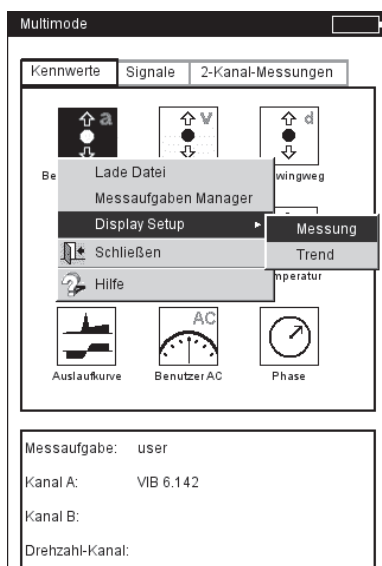 Multimode
Kennwerte Signale 2-Kanal-Messungen
a v d
Be wingweg
Lade Datei
Messaufgaben Manager
Display Setup Messung
Schließen Trend
Hilfe mperatur
AC
Auslaufkurve Benutzer AC Phase
Messaufgabe: user
Kanal A: VIB 6.142
Kanal B:
Drehzahl-Kanal: